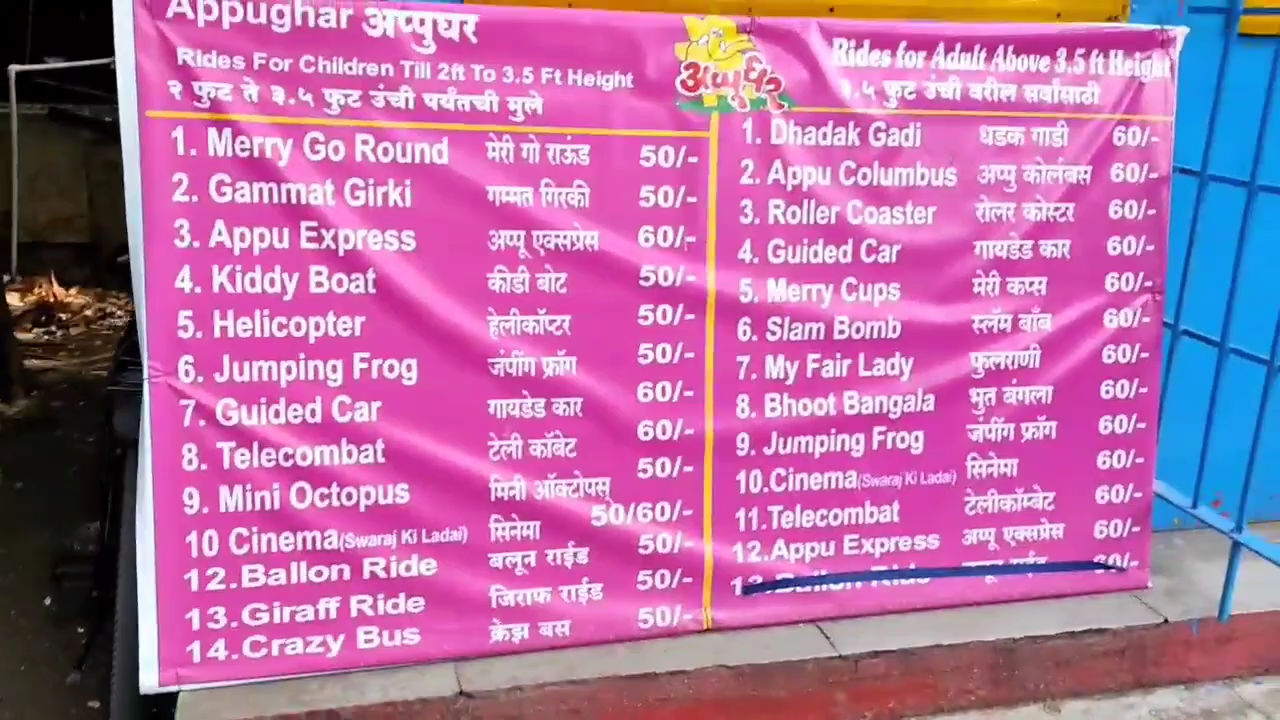 Appughar अप्पुघर
Rides For Children Till 2ft To 3.5 Ft Height
२ फुट ते ३.५ फुट उंची पर्यंतची मुले
1. Merry Go Round मेरी गो राऊंड 50/-
2. Gammat Girki गम्मत गिरकी 50/-
3. Appu Express अप्पू एक्सप्रेस 60/-
4. Kiddy Boat कीडी बोट 50/-
5. Helicopter हेलीकॉप्टर 50/-
6. Jumping Frog जंपींग फ्रॉग 50/-
7. Guided Car गायडेड कार 60/-
8. Telecombat टेली कॉबेट 60/-
9. Mini Octopus मिनी ऑक्टोपस् 50/-
10 Cinema(Swaraj Ki Ladai) सिनेमा 50/60/-
12.Ballon Ride बलून राईड 50/-
13.Giraff Ride जिराफ राईड 50/-
14.Crazy Bus क्रेझ बस 50/-
अप्पूघर
Rides for Adult Above 3.5 ft Height
३.५ फुट उंची वरील सर्वांसाठी
1. Dhadak Gadi धडक गाडी 60/-
2. Appu Columbus अप्पु कोलंबस 60/-
3. Roller Coaster रोलर कोस्टर 60/-
4. Guided Car गायडेड कार 60/-
5. Merry Cups मेरी कप्स 60/-
6. Slam Bomb स्लॅम बॉंब 60/-
7. My Fair Lady फुलराणी 60/-
8. Bhoot Bangala भुत बंगला 60/-
9. Jumping Frog जंपींग फ्रॉग 60/-
10.Cinema(Swaraj Ki Ladai) सिनेमा 60/-
11.Telecombat टेलीकॉम्बेट 60/-
12.Appu Express अप्पू एक्सप्रेस 60/-
13.Ballon Ride 60/-